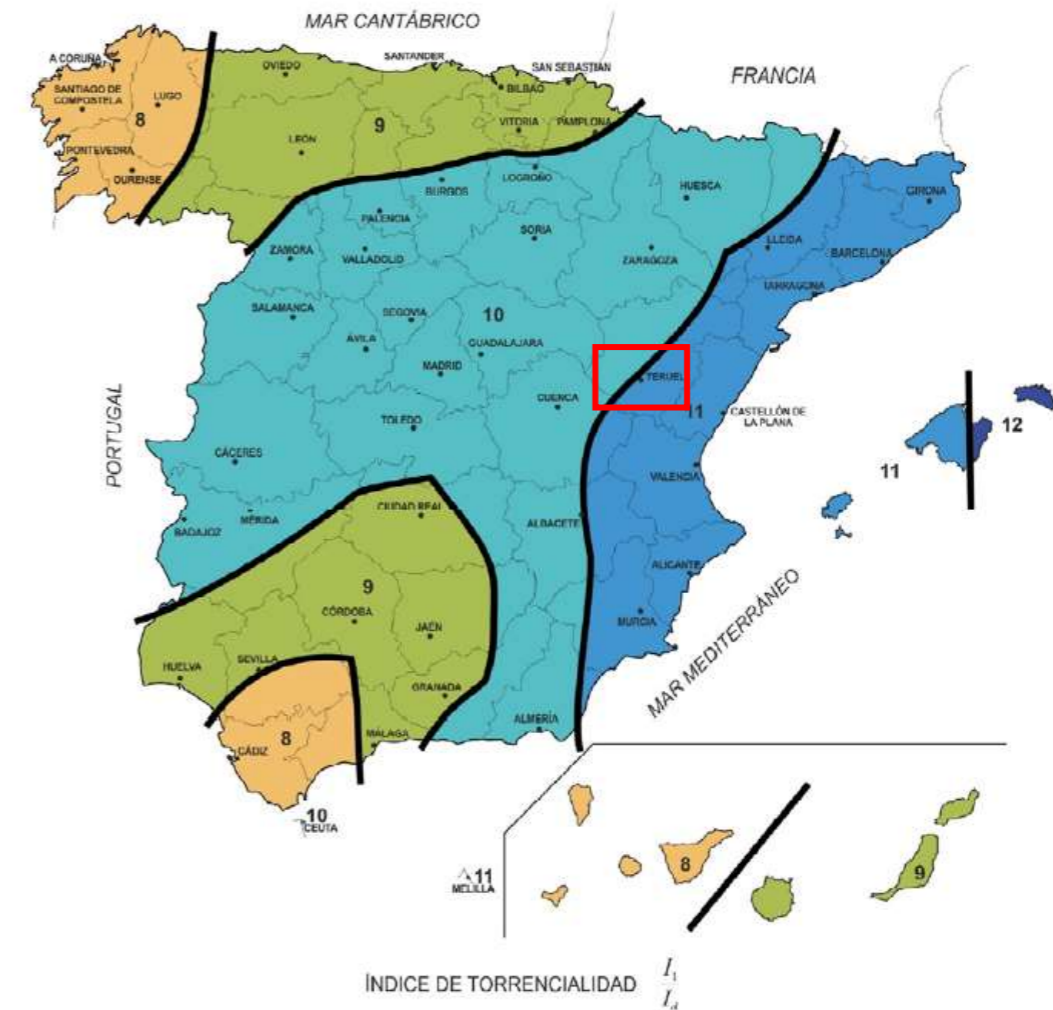 MAR CANTÁBRICO
A CORUÑA
OVIEDO
SANTANDER
SAN SEBASTIAN
FRANCIA
SANTIAGO DE
COMPOSTELA
LUGO
BILBAO
8
9
VITORIA
PAMPLONA
LEÓN
PONTEVEDRA
OURENSE
LOGROÑO
BURGOS
HUESCA
GIRONA
PALENCIA
SORIA
LLEIDA
BARCELONA
ZAMORA
VALLADOLID
ZARAGOZA
TARRAGONA
SALAMANCA
SEGOVIA
10
ÁVILA
GUADALAJARA
MADRID
TERUEL
CUENCA
11
CASTELLÓN DE
LA PLANA
12
PORTUGAL
TOLEDO
CÁCERES
VALENCIA
11
CIUDAD REAL
MÉRIDA
BADAJOZ
ALBACETE
ALICANTE
9
CÓRDOBA
JAÉN
MURCIA
MAR MEDITERRÁNEO
HUELVA
SEVILLA
GRANADA
ALMERÍA
8
MÁLAGA
CÁDIZ
10
CEUTA
11
MELILLA
8
9
ÍNDICE DE TORRENCIALIDAD I₁
I_d